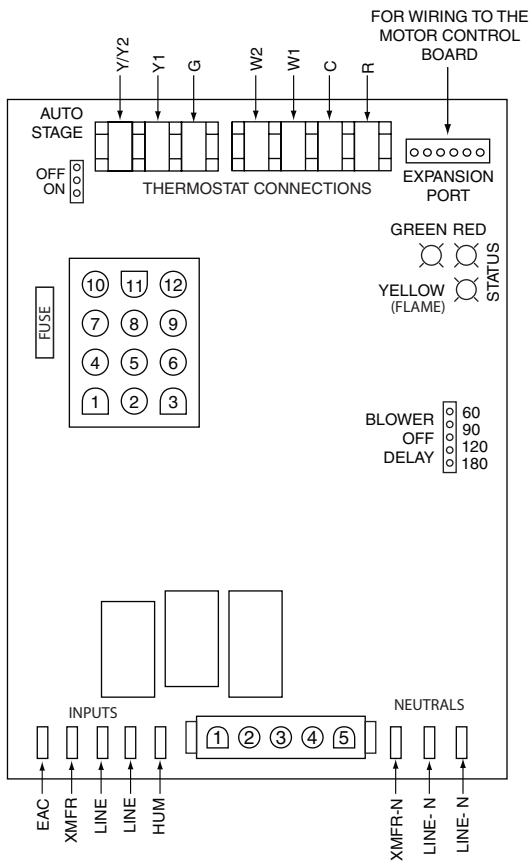 FOR WIRING TO THE
MOTOR CONTROL
BOARD
Y/Y2
Y1
G
W2
W1
C
R
AUTO
STAGE
OFF
ON
THERMOSTAT CONNECTIONS
EXPANSION
PORT
GREEN RED
STATUS
YELLOW
(FLAME)
FUSE
10 11 12
7 8 9
4 5 6
1 2 3
BLOWER
OFF
DELAY
60
90
120
180
INPUTS
NEUTRALS
1 2 3 4 5
EAC
XMFR
LINE
LINE
HUM
XMFR-N
LINE- N
LINE- N